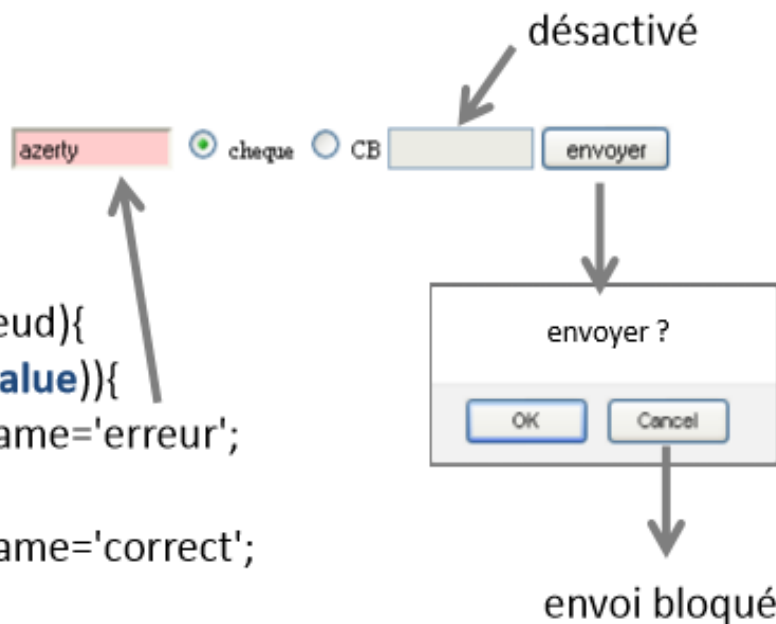 désactivé
azerty cheque CB envoyer
eud){
alue)){
envoyer ?
ame='erreur';
OK Cancel
ame='correct';
envoi bloqué